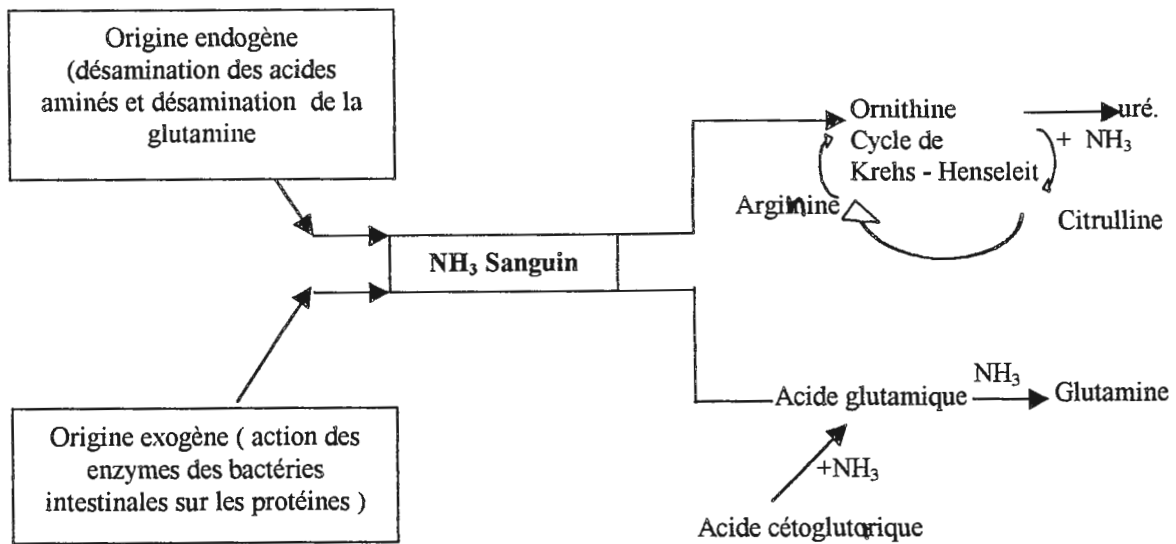 Origine endogène
(désamination des acides
aminés et désamination de la
glutamine
Ornithine
uré.
Cycle de
+ NH₃
Krehs - Henseleit
Arginine
Citrulline
NH₃ Sanguin
NH₃
Acide glutamique
Glutamine
Origine exogène ( action des
enzymes des bactéries
intestinales sur les protéines )
+NH₃
Acide cétoglutarique